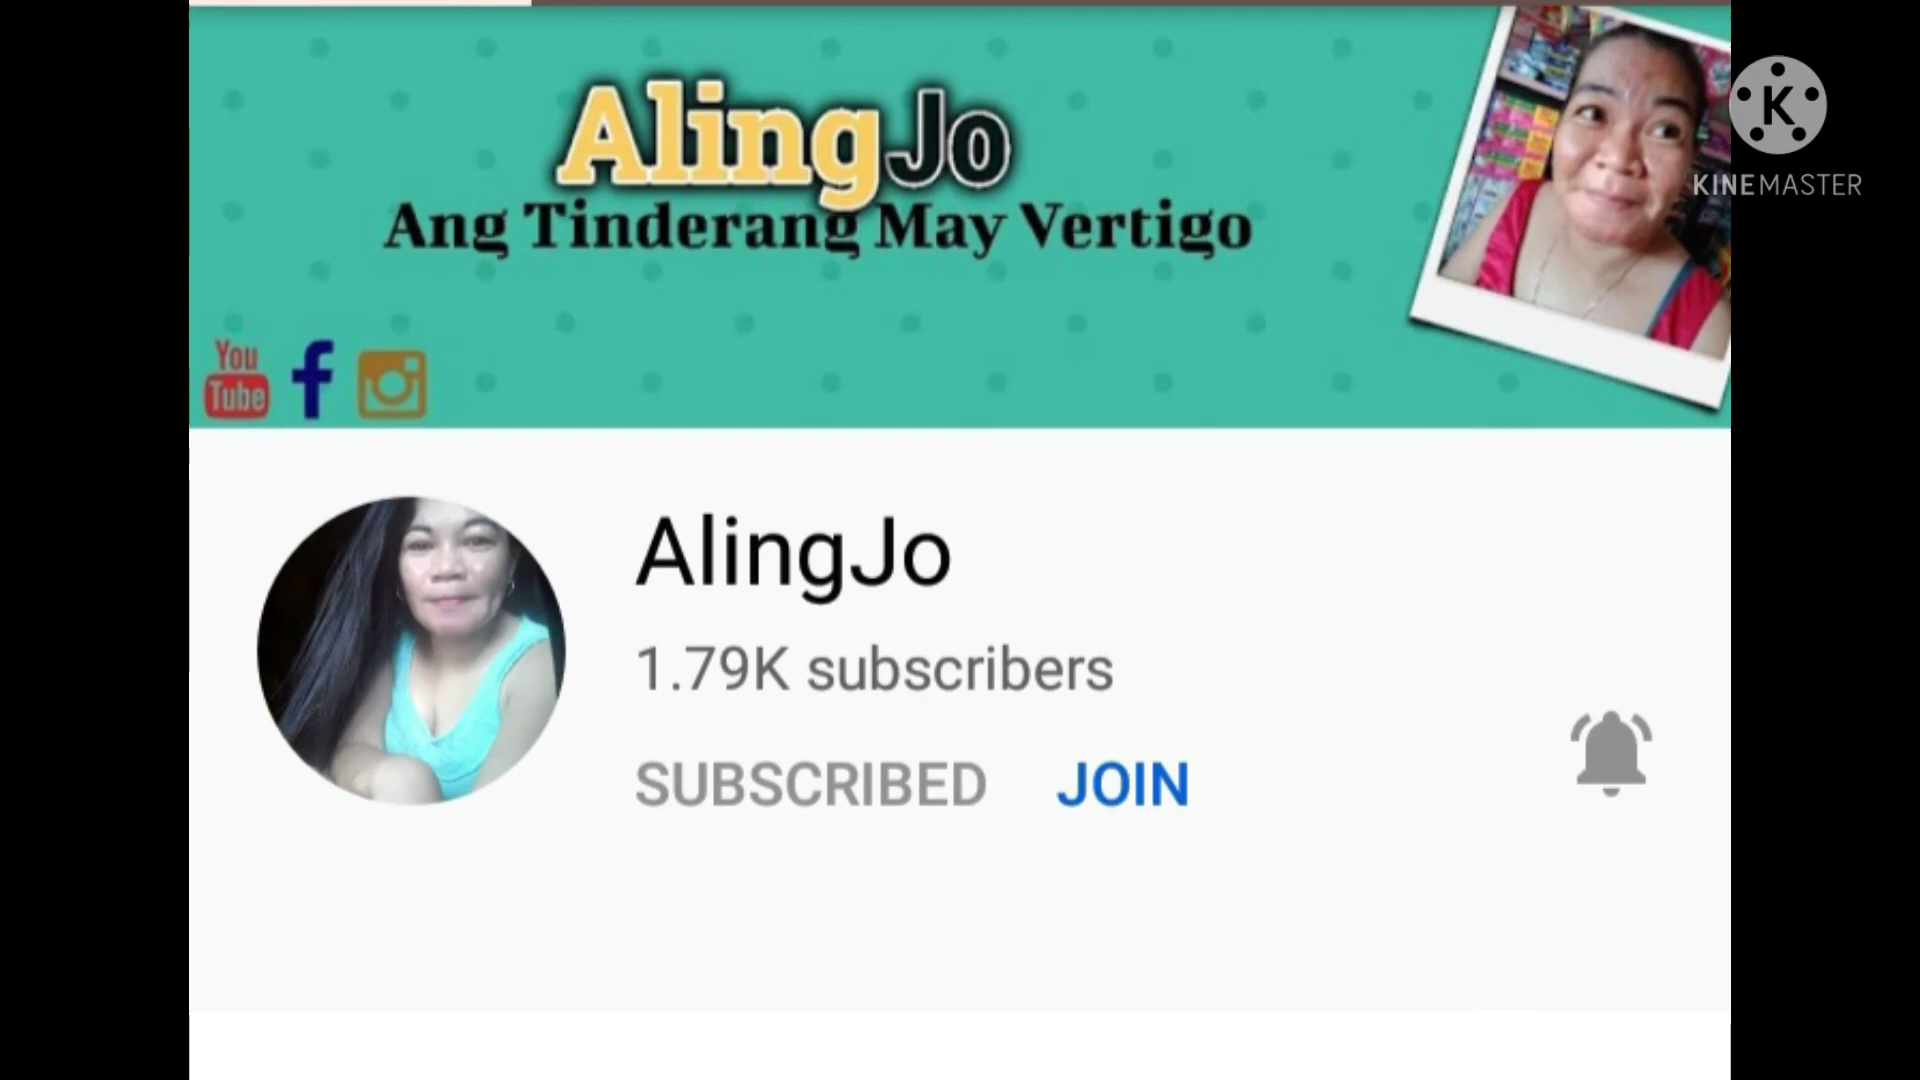 AlingJo
Ang Tinderang May Vertigo
You
Tube
f
K
KINEMASTER
AlingJo
1.79K subscribers
SUBSCRIBED JOIN